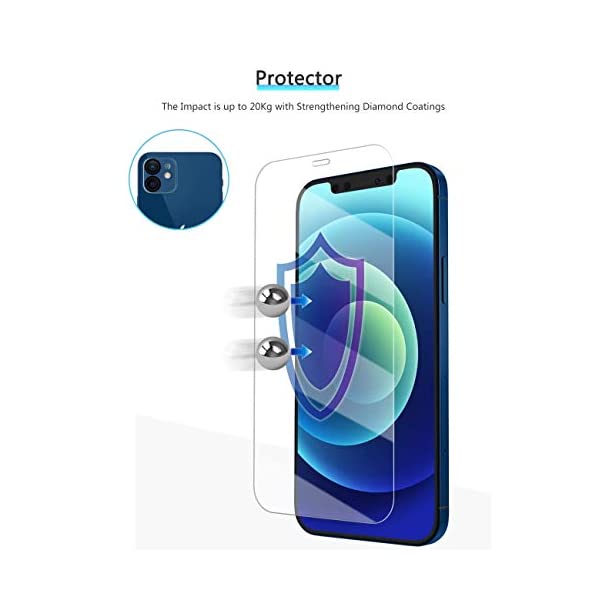 Protector
The Impact is up to 20Kg with Strengthening Diamond Coatings